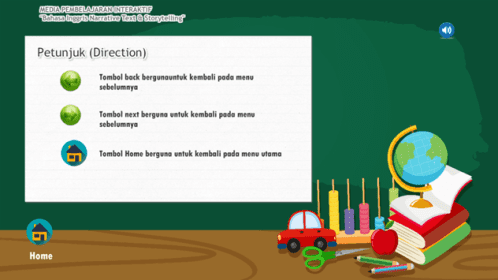 MEDIA PEMBELAJARAN INTERAKTIF
"Bahasa Inggris Narrative Text & Storytelling"
Petunjuk (Direction)
Tombol back bergunauntuk kembali pada menu
sebelumnya
Tombol next berguna untuk kembali pada menu
sebelumnya
Tombol Home berguna untuk kembali pada menu utama
Home